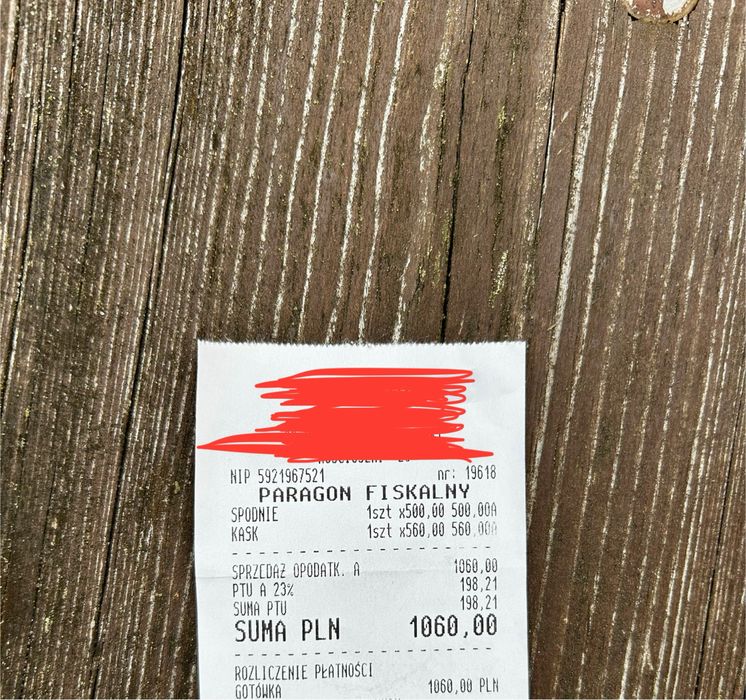 NIP 5921967521 nr: 19618
PARAGON FISKALNY
SPODNIE 1szt x500,00 500,00A
KASK 1szt x560,00 560,00A
SPRZEDAŻ OPODATK. A 1060,00
PTU A 23% 198,21
SUMA PTU 198,21
SUMA PLN 1060,00
ROZLICZENIE PŁATNOŚCI
GOTÓWKA 1060,00 PLN